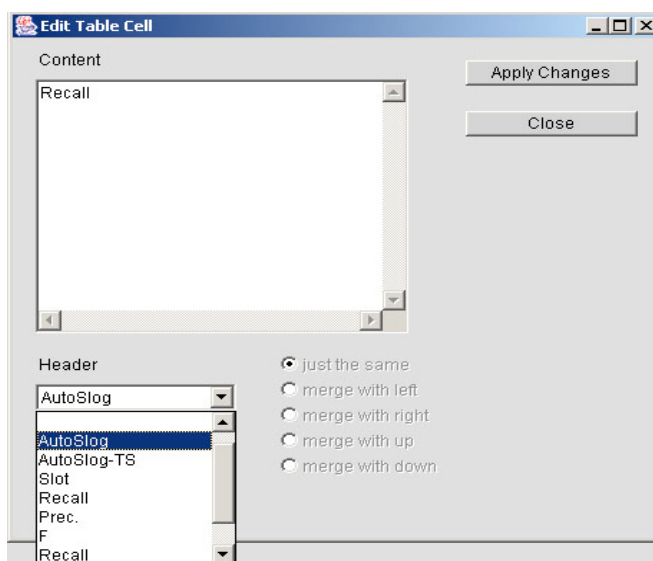 Edit Table Cell
Content
Recall
Apply Changes
Close
Header
AutoSlog
AutoSlog
AutoSlog-TS
Slot
Recall
Prec.
F
Recall
just the same
merge with left
merge with right
merge with up
merge with down